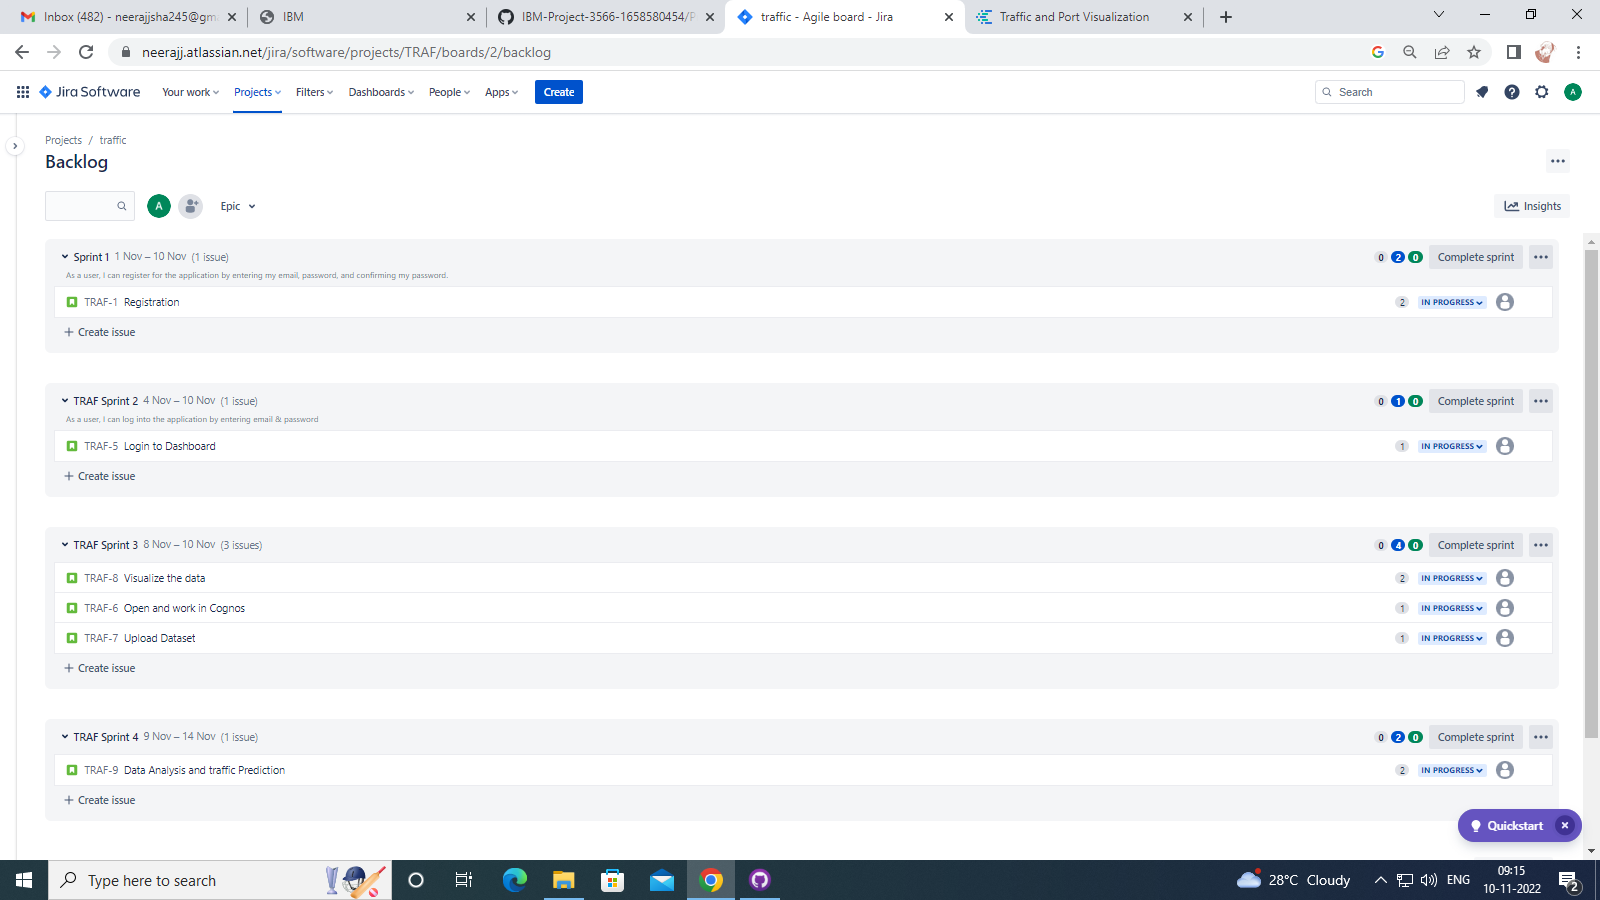 Inbox (482) - neerajjsha245@gm
IBM
IBM-Project-3566-1658580454/P
traffic - Agile board - Jira
Traffic and Port Visualization
neerajj.atlassian.net/jira/software/projects/TRAF/boards/2/backlog
Jira Software
Your work
Projects
Filters
Dashboards
People
Apps
Create
Search
A
Projects / traffic
Backlog
A
Epic
Insights
Sprint 1 1 Nov – 10 Nov (1 issue)
0 2 0 Complete sprint
As a user, I can register for the application by entering my email, password, and confirming my password.
TRAF-1 Registration
2 IN PROGRESS
+ Create issue
TRAF Sprint 2 4 Nov – 10 Nov (1 issue)
0 1 0 Complete sprint
As a user, I can log into the application by entering email & password
TRAF-5 Login to Dashboard
1 IN PROGRESS
+ Create issue
TRAF Sprint 3 8 Nov – 10 Nov (3 issues)
0 4 0 Complete sprint
TRAF-8 Visualize the data
2 IN PROGRESS
TRAF-6 Open and work in Cognos
1 IN PROGRESS
TRAF-7 Upload Dataset
1 IN PROGRESS
+ Create issue
TRAF Sprint 4 9 Nov – 14 Nov (1 issue)
0 2 0 Complete sprint
TRAF-9 Data Analysis and traffic Prediction
2 IN PROGRESS
+ Create issue
Quickstart
Type here to search
28°C Cloudy
ENG
09:15
10-11-2022
2